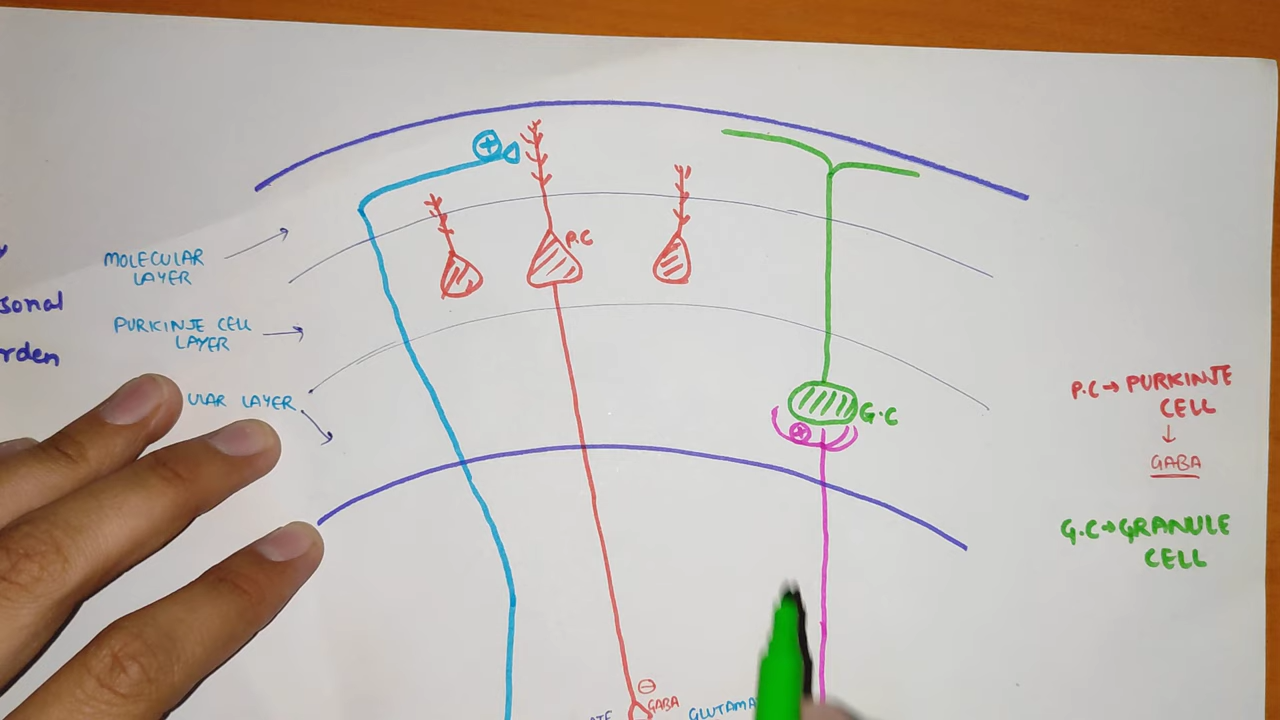 MOLECULAR
LAYER
PURKINJE CELL
LAYER
ULAR LAYER
sonal
rden
P.C
G.C
P.C→PURKINJE
CELL
↓
GABA
G.C→GRANULE
CELL
⊕
⊕
⊖
GABA
GLUTAMA